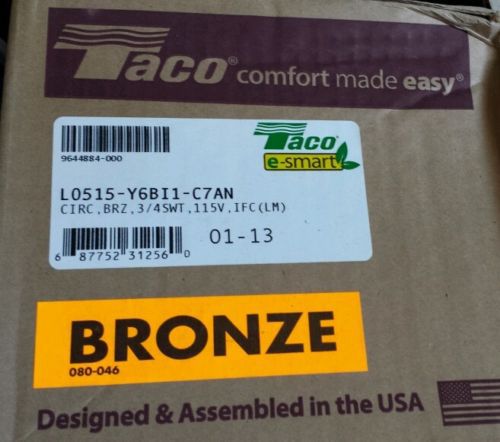 Taco® comfort made easy®
9644884-000
Taco®
e-smart
L0515-Y6BI1-C7AN
CIRC,BRZ,3/4SWT,115V,IFC(LM)
6 87752 31256 0
01-13
BRONZE
080-046
Designed & Assembled in the USA